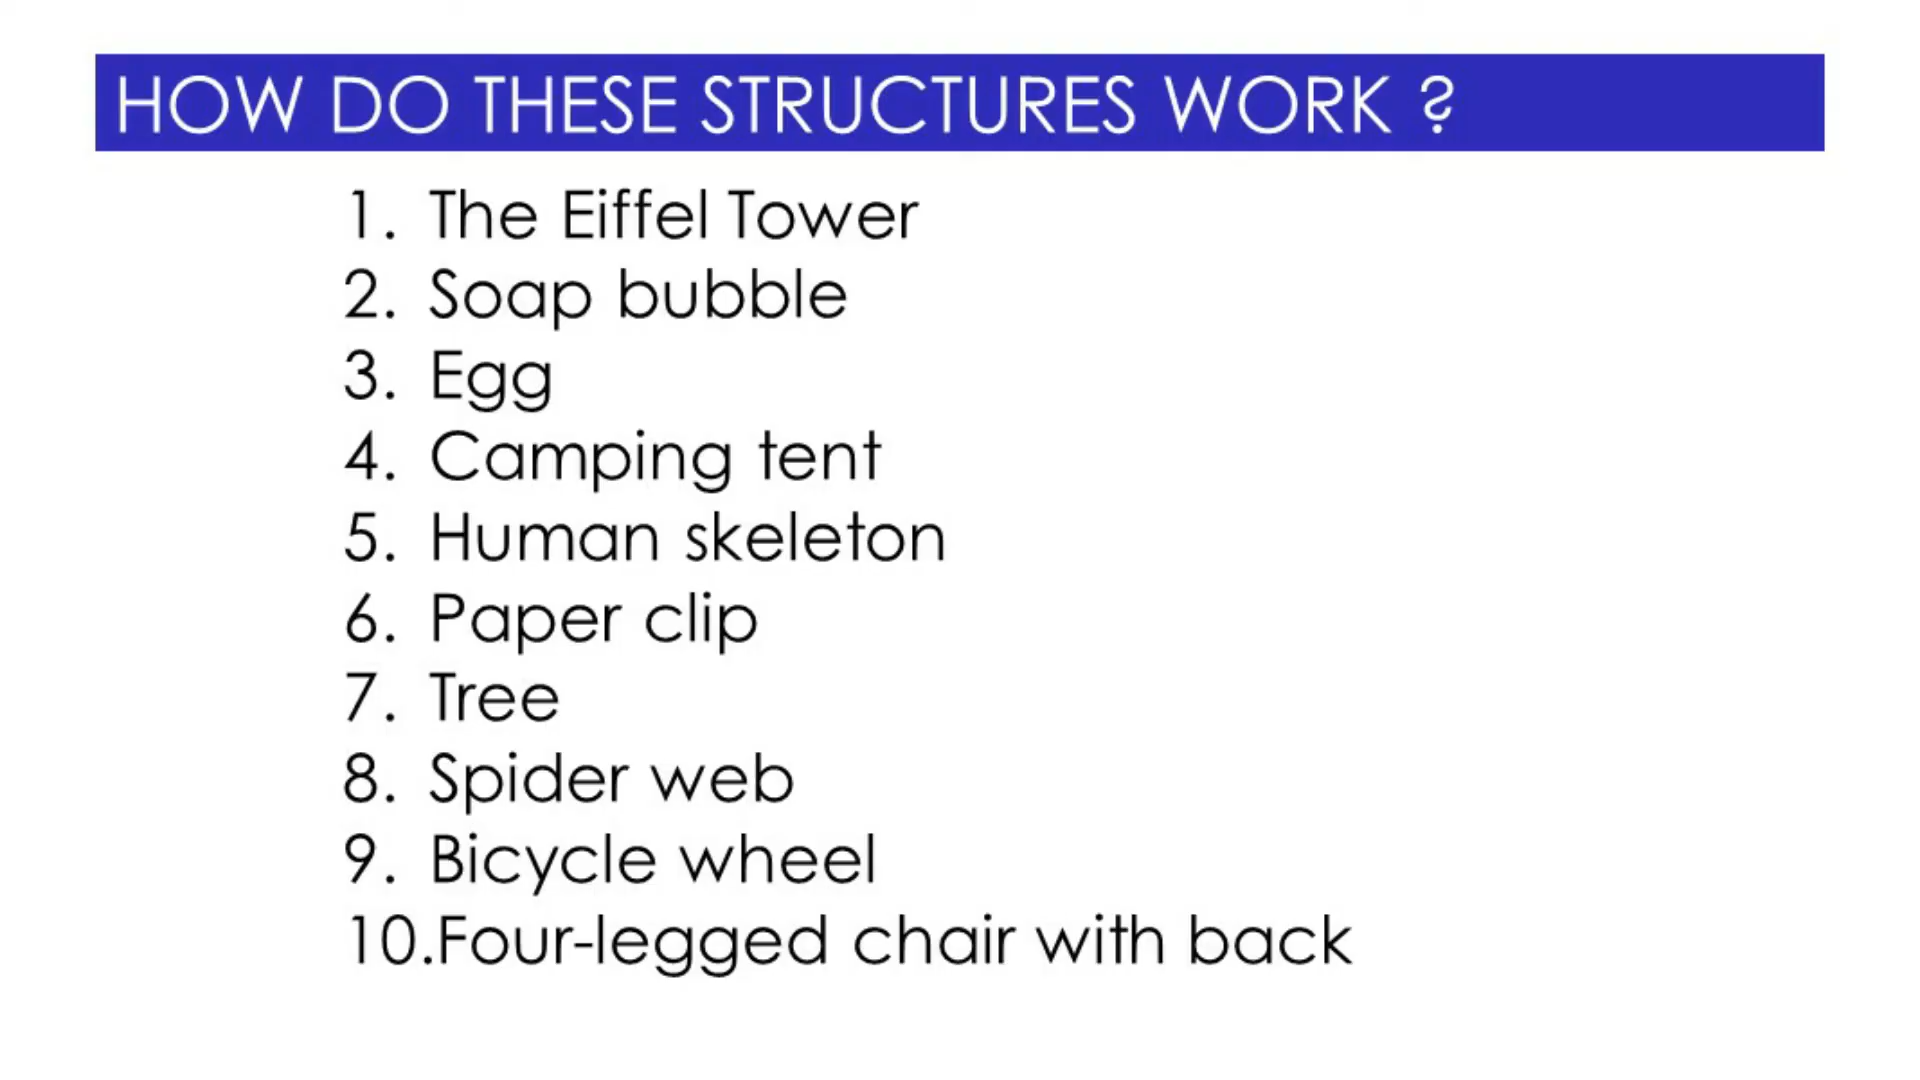 HOW DO THESE STRUCTURES WORK ?
1. The Eiffel Tower
2. Soap bubble
3. Egg
4. Camping tent
5. Human skeleton
6. Paper clip
7. Tree
8. Spider web
9. Bicycle wheel
10.Four-legged chair with back